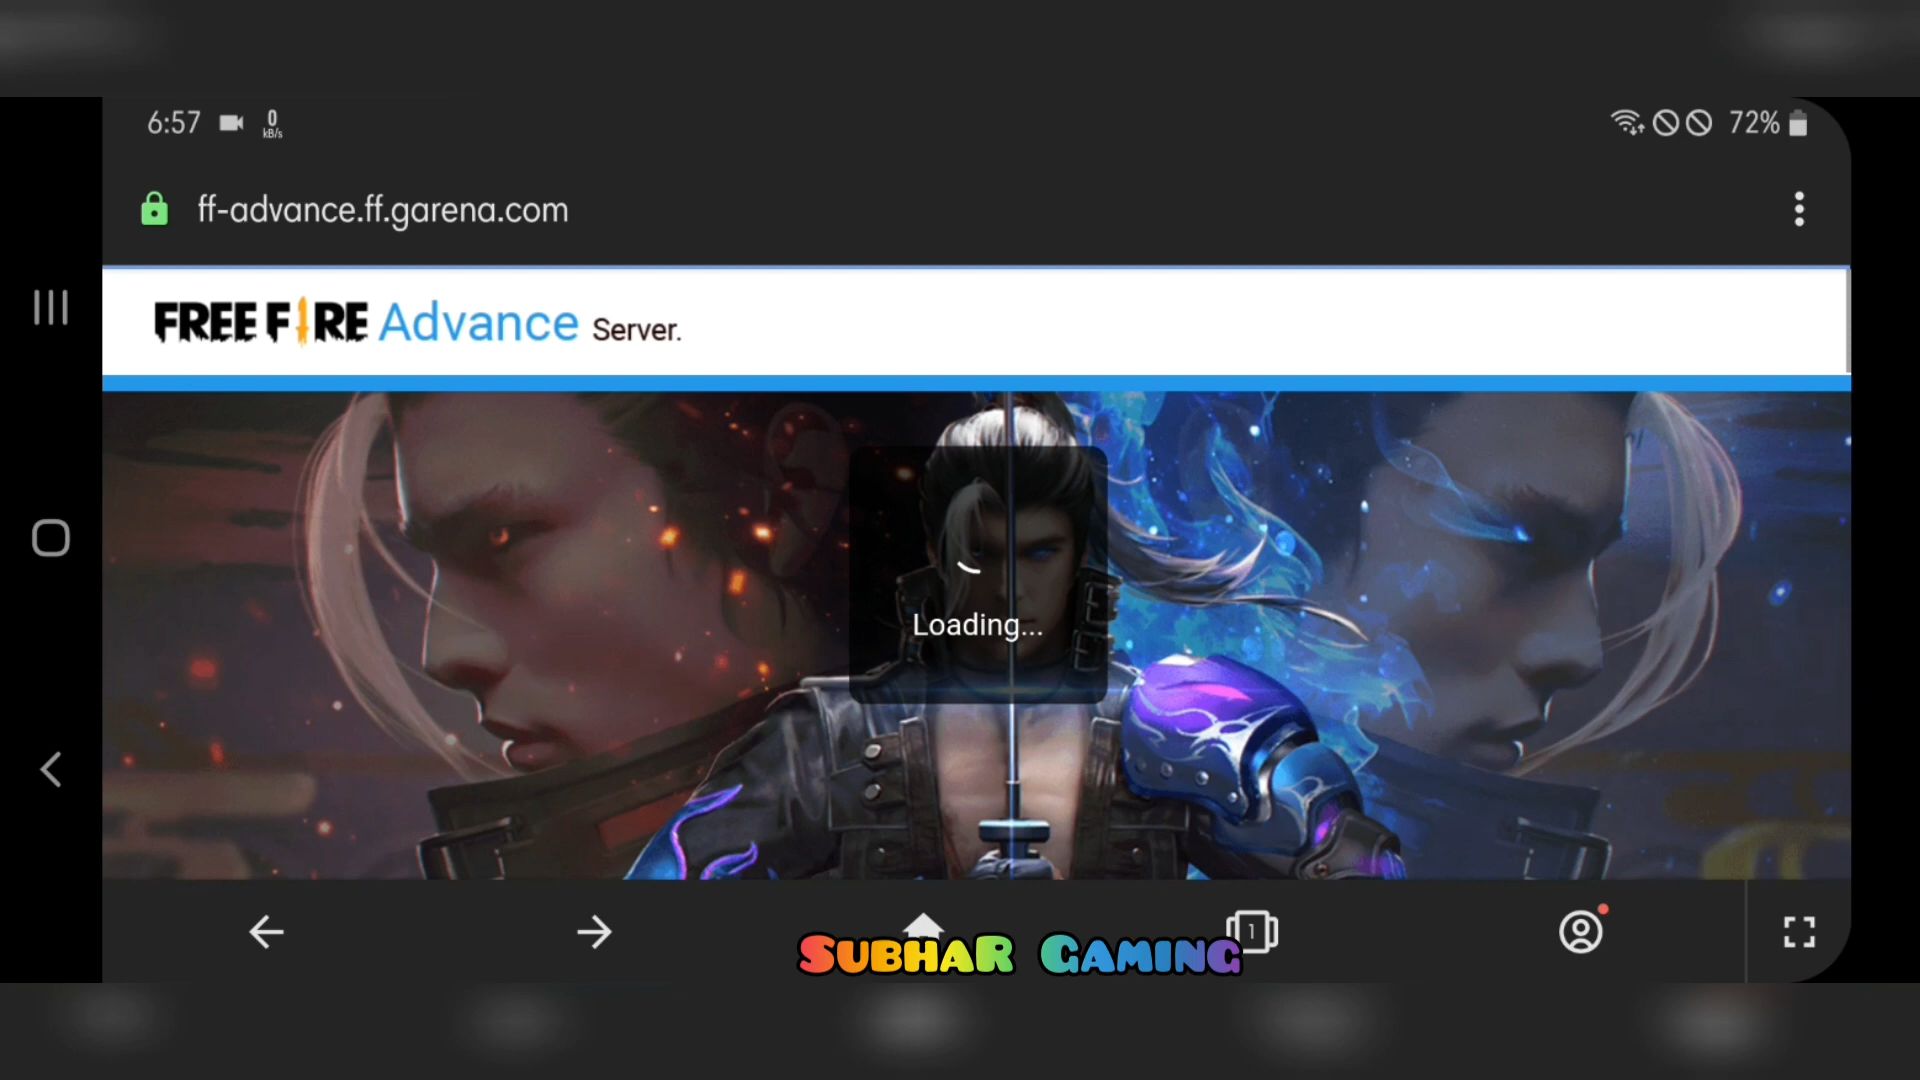 6:57 0 kB/s 72%
ff-advance.ff.garena.com
FREE FIRE Advance Server.
Loading...
1
SUBHAR GAMING